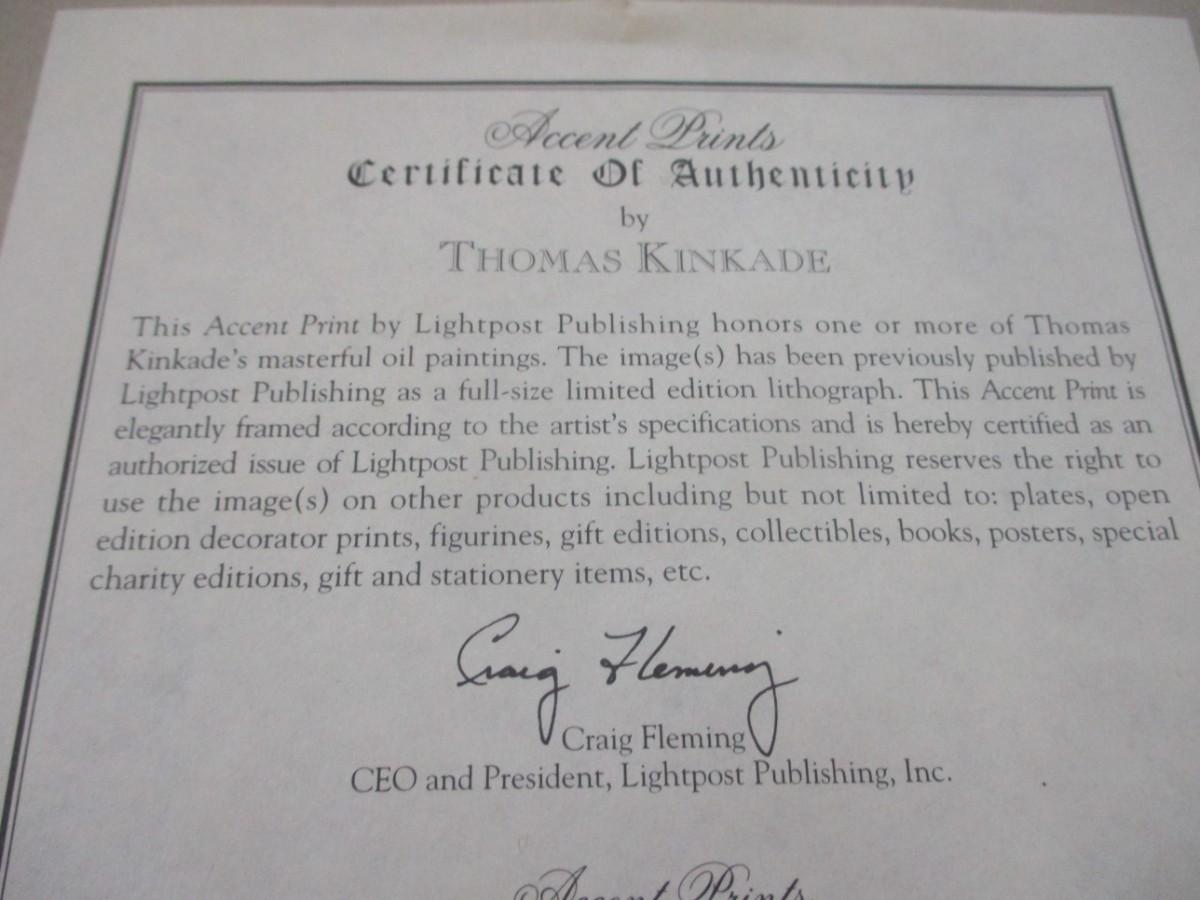 Accent Prints
Certificate Of Authenticity
by
THOMAS KINKADE
This Accent Print by Lightpost Publishing honors one or more of Thomas
Kinkade's masterful oil paintings. The image(s) has been previously published by
Lightpost Publishing as a full-size limited edition lithograph. This Accent Print is
elegantly framed according to the artist's specifications and is hereby certified as an
authorized issue of Lightpost Publishing. Lightpost Publishing reserves the right to
use the image(s) on other products including but not limited to: plates, open
edition decorator prints, figurines, gift editions, collectibles, books, posters, special
charity editions, gift and stationery items, etc.
Craig Fleming
Craig Fleming
CEO and President, Lightpost Publishing, Inc.
Accent Prints